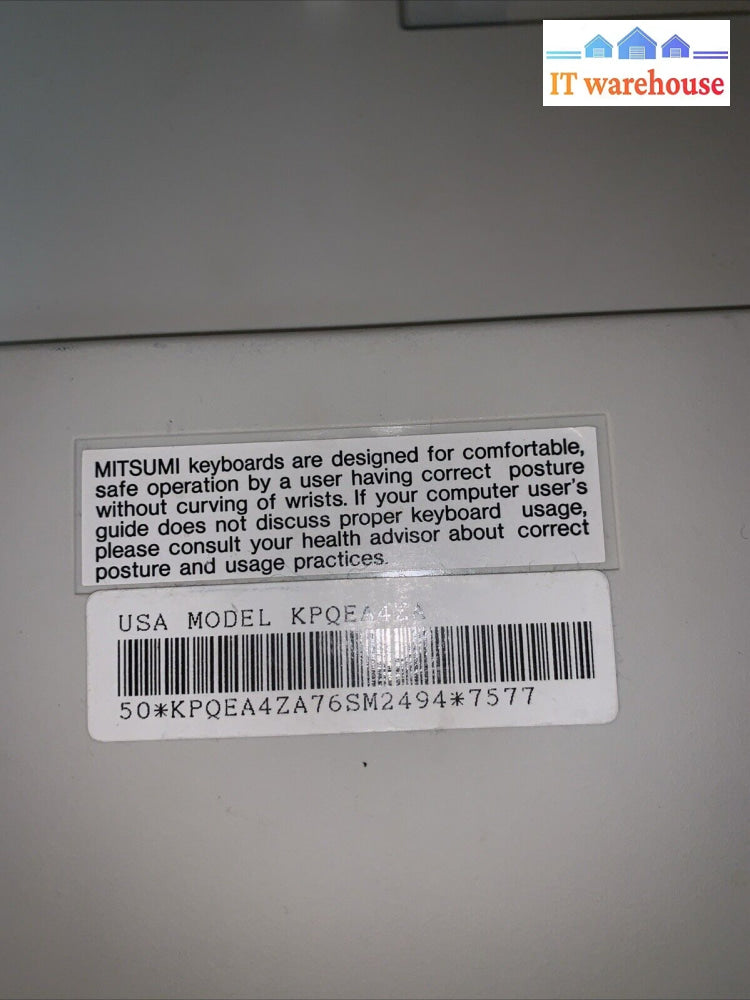 IT warehouse
MITSUMI keyboards are designed for comfortable,
safe operation by a user having correct posture
without curving of wrists. If your computer user's
guide does not discuss proper keyboard usage,
please consult your health advisor about correct
posture and usage practices.
USA MODEL KPQEA4ZA
50*KPQEA4ZA76SM2494*7577